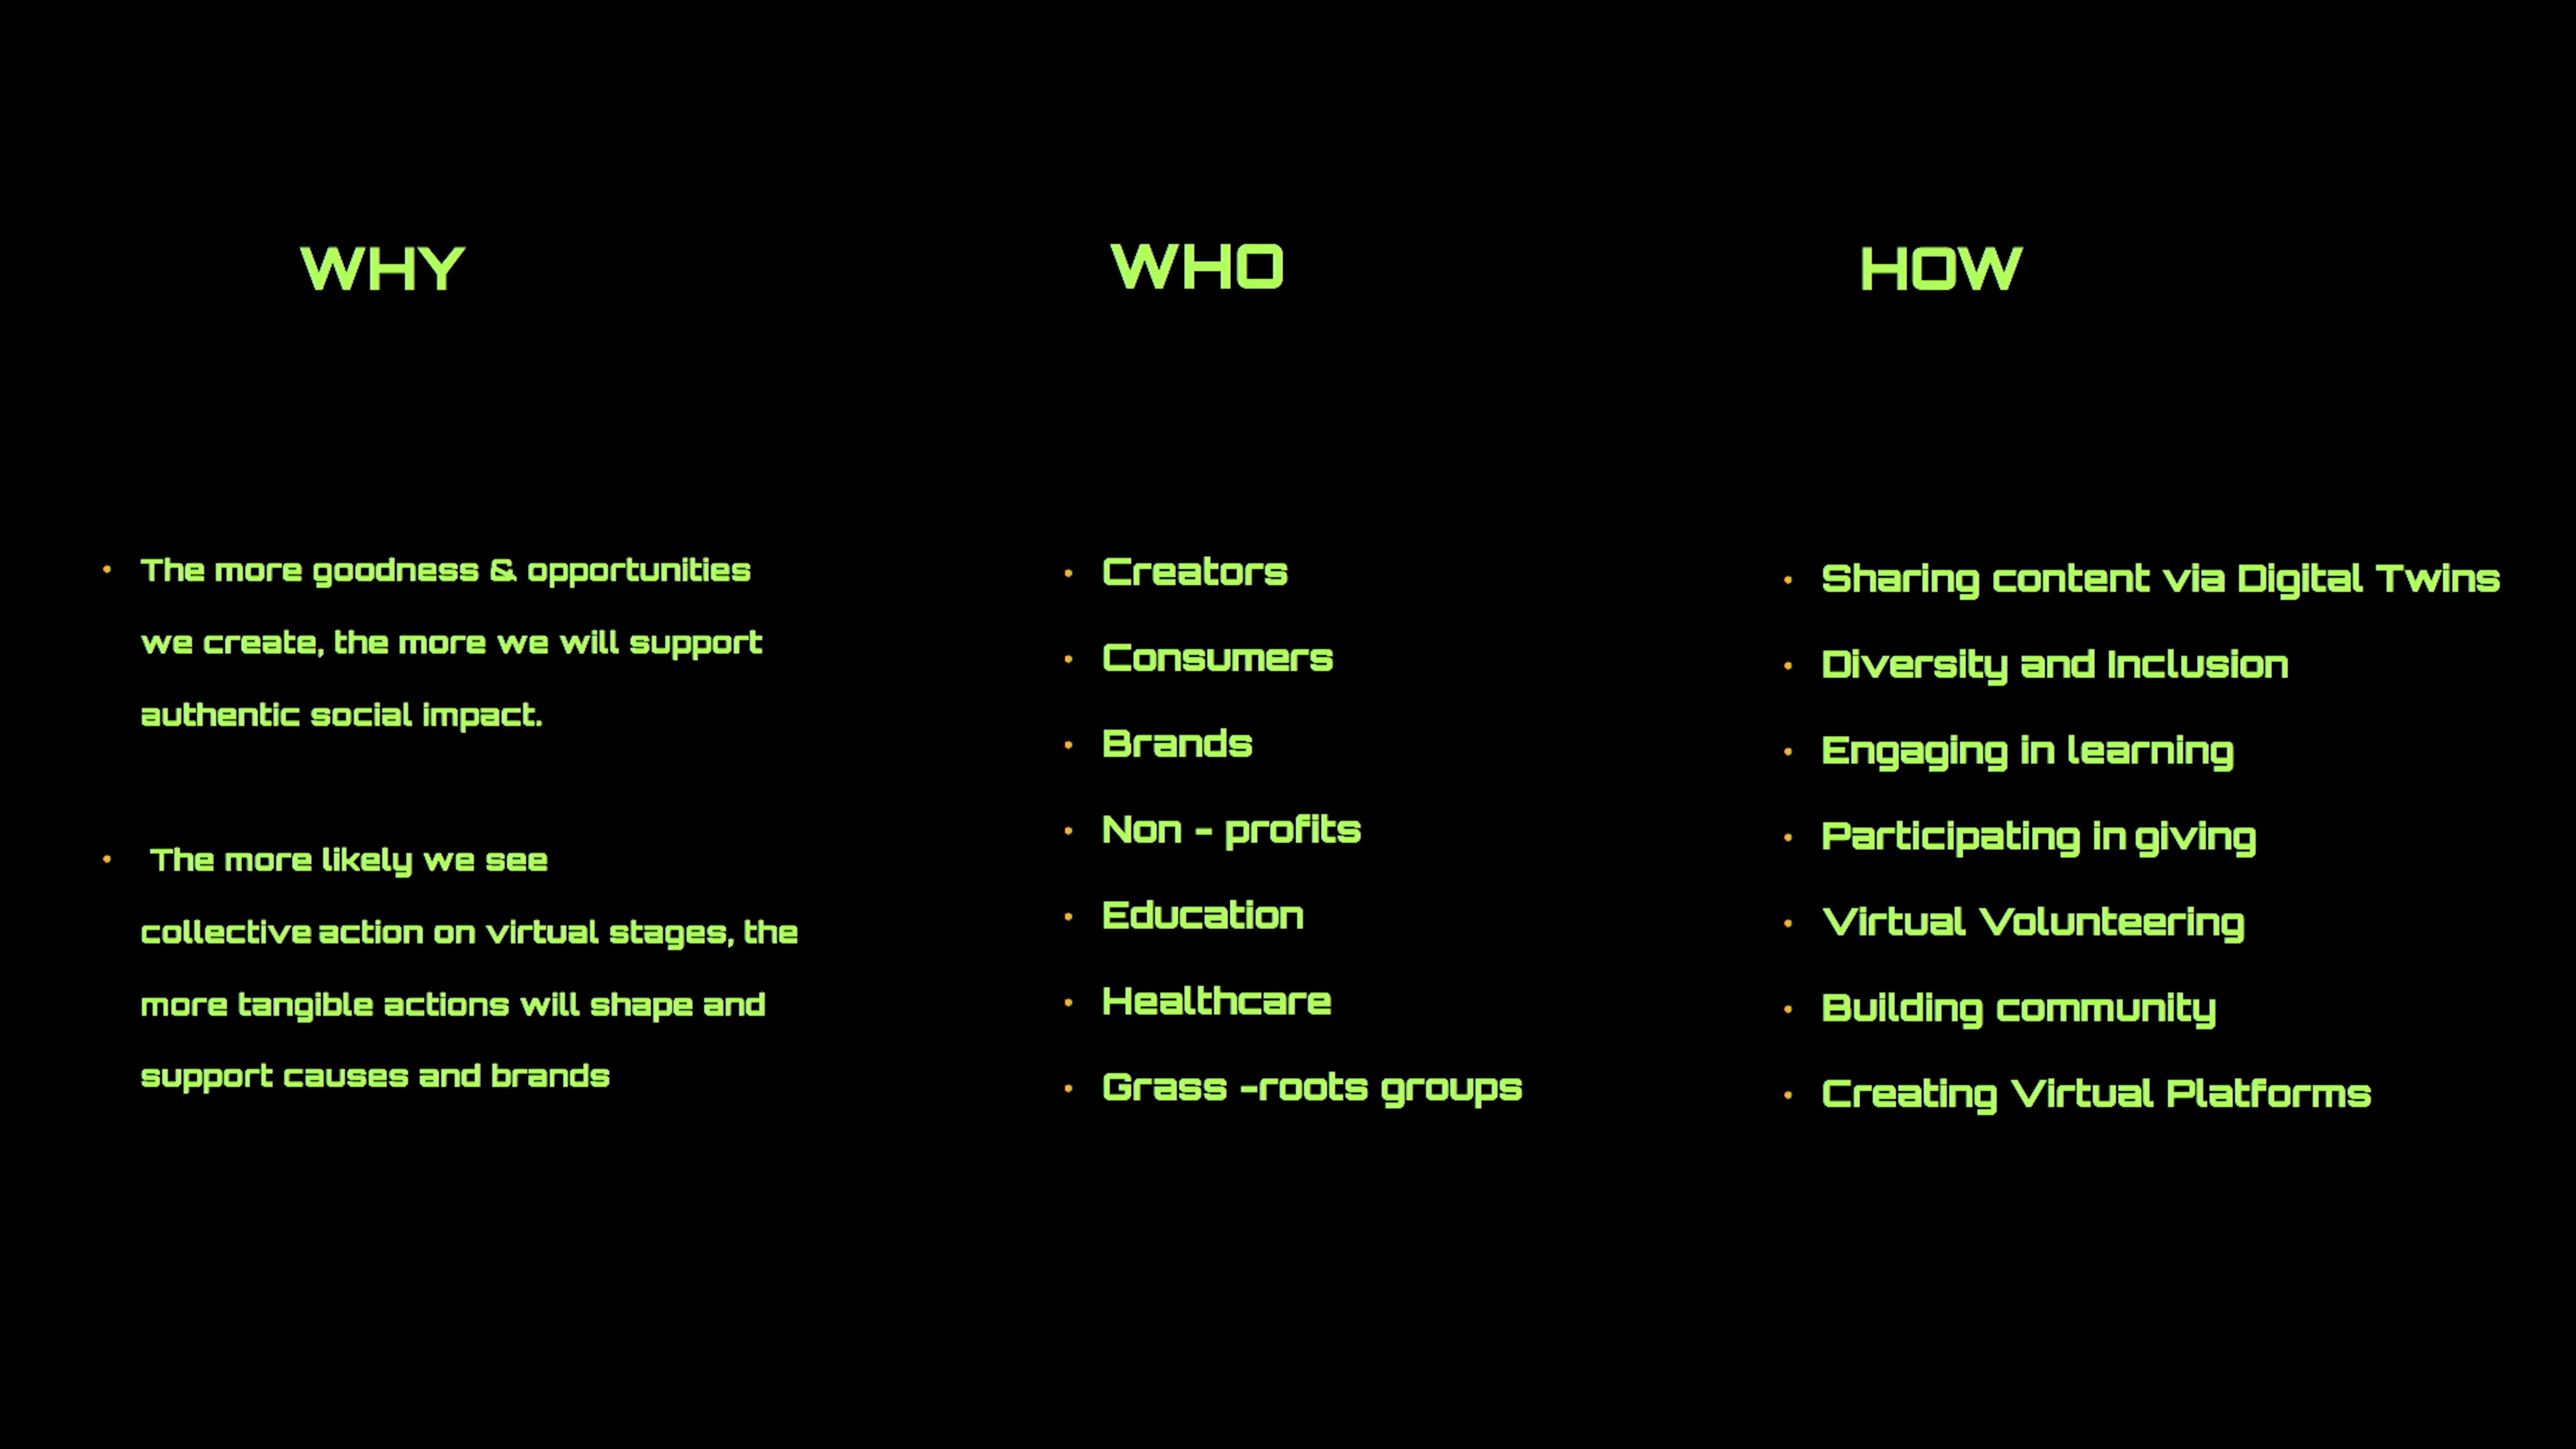 WHY
The more goodness & opportunities
we create, the more we will support
authentic social impact.
The more likely we see
collective action on virtual stages, the
more tangible actions will shape and
support causes and brands
WHO
Creators
Consumers
Brands
Non - profits
Education
Healthcare
Grass -roots groups
HOW
Sharing content via Digital Twins
Diversity and Inclusion
Engaging in learning
Participating in giving
Virtual Volunteering
Building community
Creating Virtual Platforms